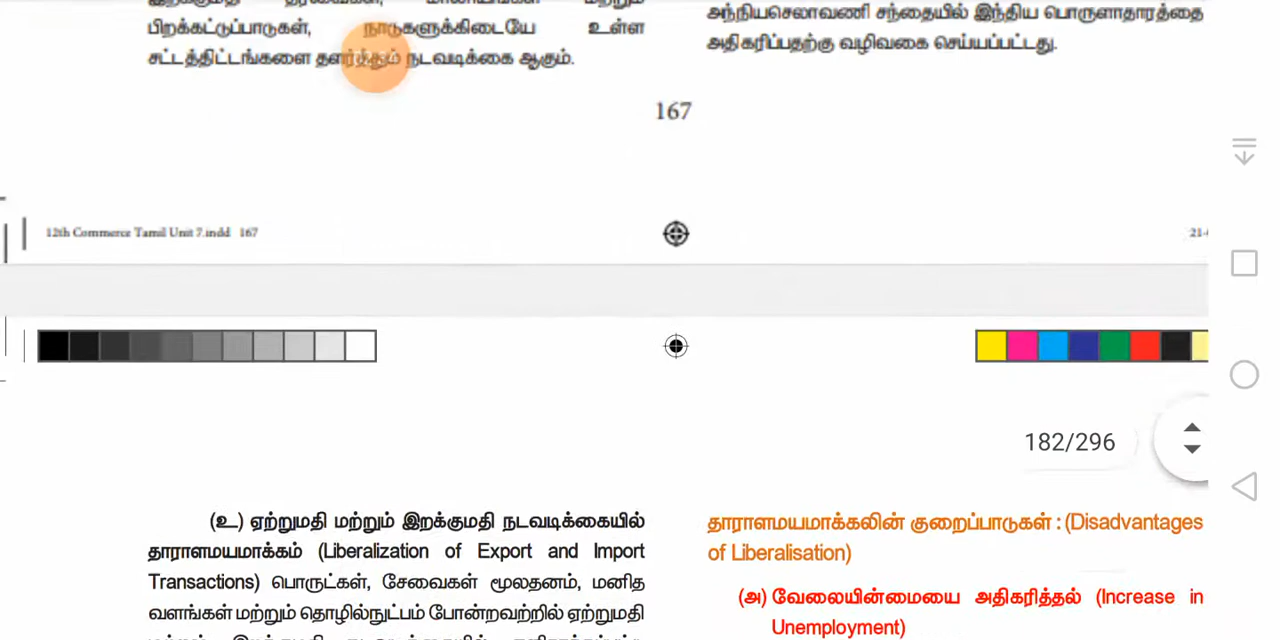 பிறக்கட்டுப்பாடுகள், நாடுகளுக்கிடையே உள்ள
சட்டத்திட்டங்களை தளர்த்தும் நடவடிக்கை ஆகும்.
அந்நியசெலாவணி சந்தையில் இந்திய பொருளாதாரத்தை
அதிகரிப்பதற்கு வழிவகை செய்யப்பட்டது.
167
12th Commerce Tamil Unit 7.indd 167
182/296
(உ) ஏற்றுமதி மற்றும் இறக்குமதி நடவடிக்கையில்
தாராளமயமாக்கம் (Liberalization of Export and Import
Transactions) பொருட்கள், சேவைகள் மூலதனம், மனித
வளங்கள் மற்றும் தொழில்நுட்பம் போன்றவற்றில் ஏற்றுமதி
தாராளமயமாக்கலின் குறைப்பாடுகள் : (Disadvantages
of Liberalisation)
(அ) வேலையின்மையை அதிகரித்தல் (Increase in
Unemployment)